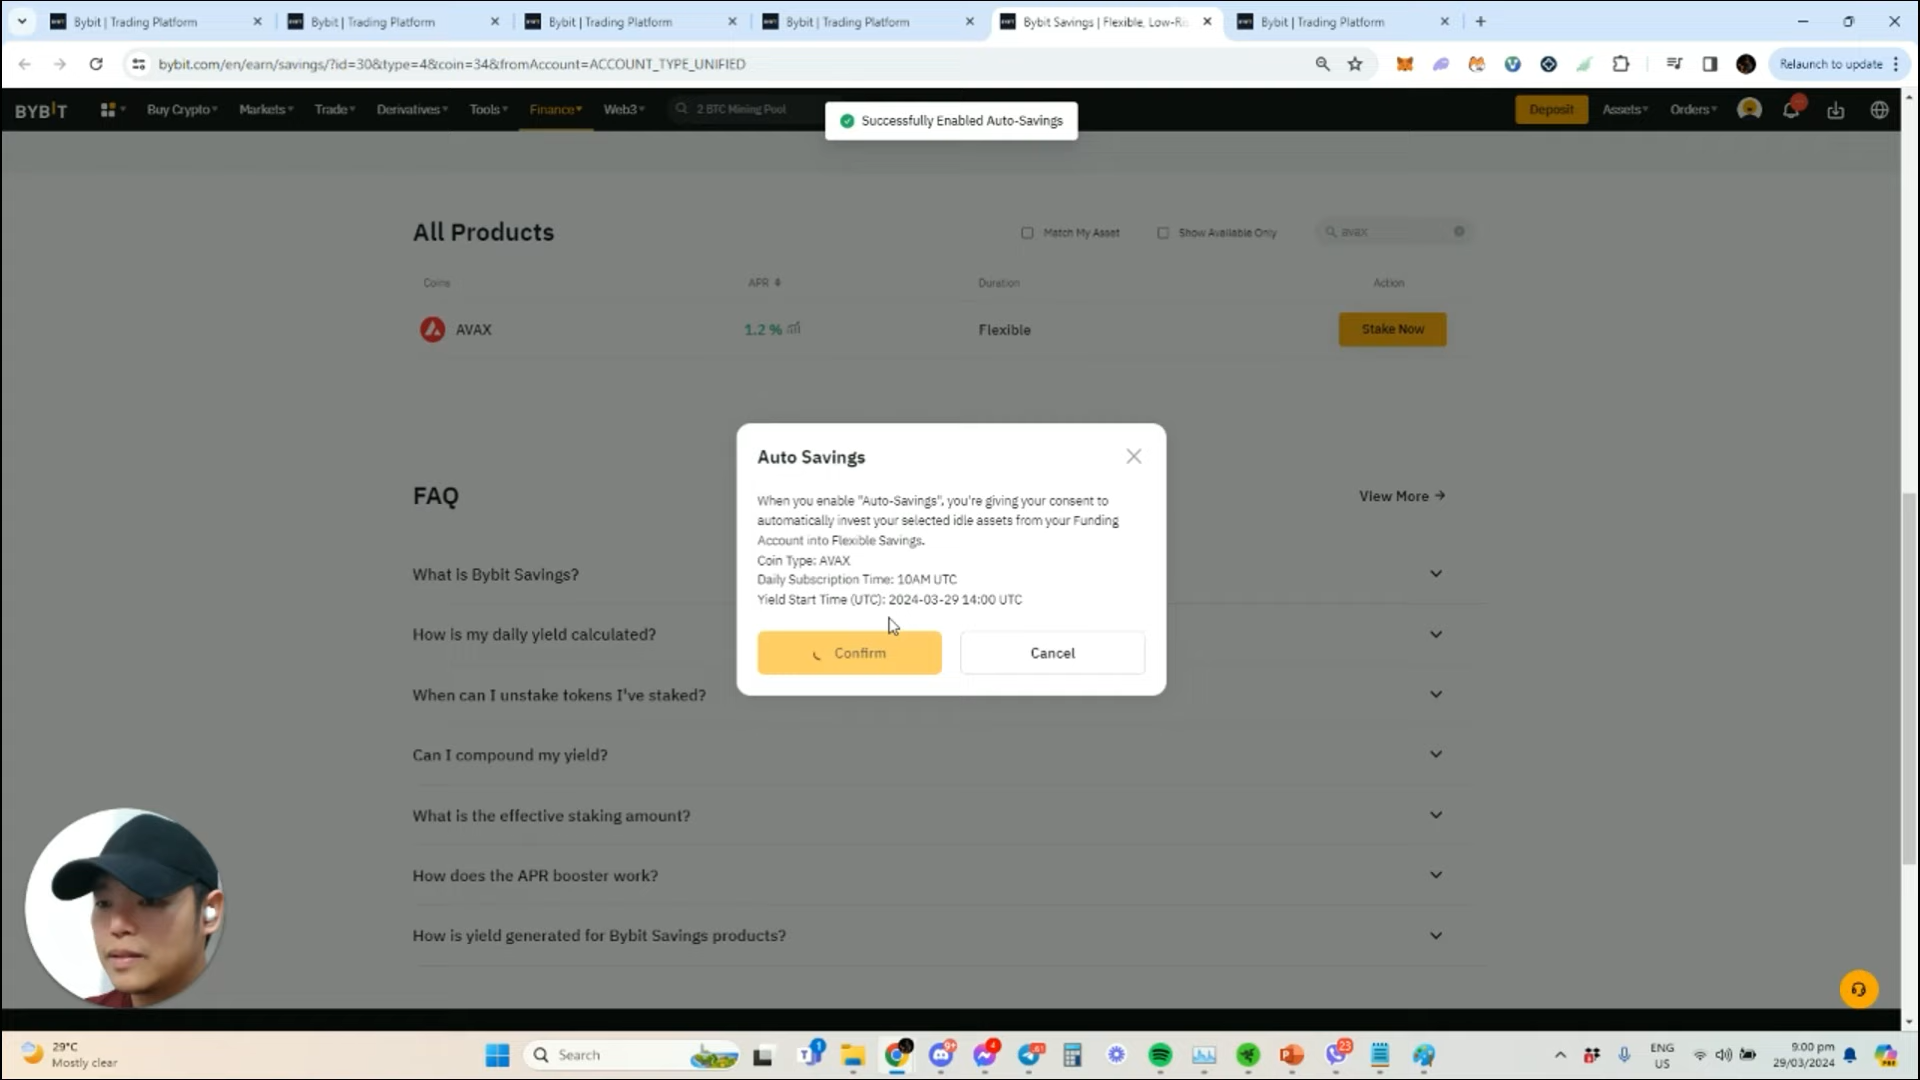 Bybit | Trading Platform
Bybit | Trading Platform
Bybit | Trading Platform
Bybit | Trading Platform
Bybit Savings | Flexible, Low-Ri
Bybit | Trading Platform
bybit.com/en/earn/savings/?id=30&type=4&coin=34&fromAccount=ACCOUNT_TYPE_UNIFIED
Relaunch to update
BYBIT
Buy Crypto
Markets
Trade
Derivatives
Tools
Finance
Web3
2 BTC Mining Pool
Deposit
Assets
Orders
Successfully Enabled Auto-Savings
All Products
Match My Asset
Show Available Only
avax
Coins
APR
Duration
Action
AVAX
1.2 %
Flexible
Stake Now
Auto Savings
When you enable "Auto-Savings", you're giving your consent to
automatically invest your selected idle assets from your Funding
Account into Flexible Savings.
Coin Type: AVAX
Daily Subscription Time: 10AM UTC
Yield Start Time (UTC): 2024-03-29 14:00 UTC
Confirm
Cancel
FAQ
View More
What is Bybit Savings?
How is my daily yield calculated?
When can I unstake tokens I've staked?
Can I compound my yield?
What is the effective staking amount?
How does the APR booster work?
How is yield generated for Bybit Savings products?
29°C
Mostly clear
Search
1
9+
4
61
23
ENG
US
9:00 pm
29/03/2024